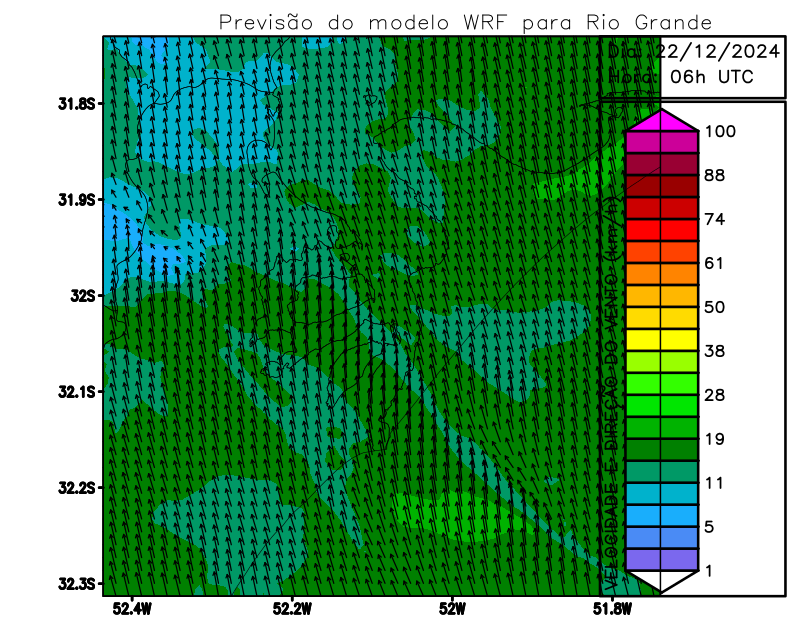 Previsão do modelo WRF para Rio Grande
Dia: 22/12/2024
Hora: 06h UTC
31.8S
31.9S
32S
32.1S
32.2S
32.3S
52.4W
52.2W
52W
51.8W
VELOCIDADE E DIREÇÃO DO VENTO (km/h)
100
88
74
61
50
38
28
19
11
5
1